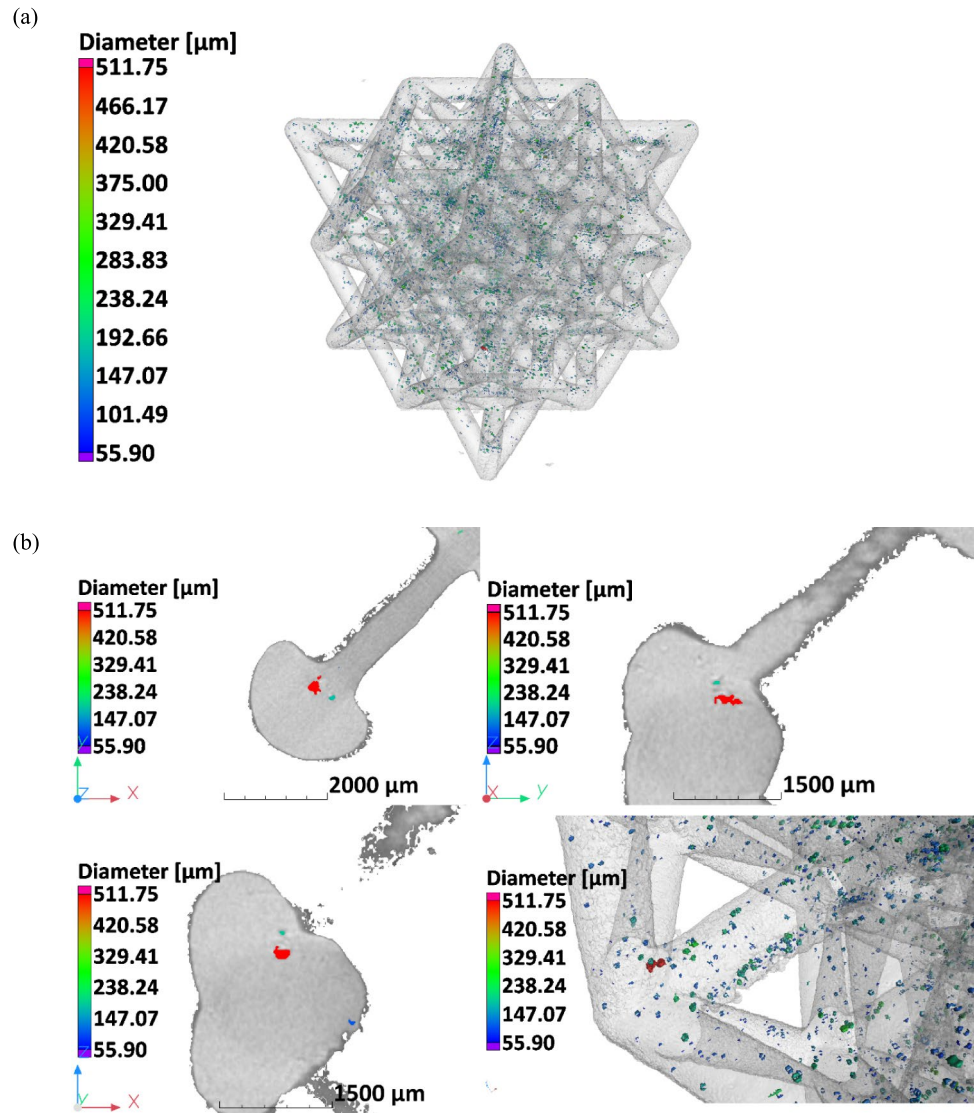 (a)
Diameter [µm]
511.75
466.17
420.58
375.00
329.41
283.83
238.24
192.66
147.07
101.49
55.90
(b)
Diameter [µm]
511.75
420.58
329.41
238.24
147.07
55.90
Y
Z
X
2000 µm
Diameter [µm]
511.75
420.58
329.41
238.24
147.07
55.90
Z
X
Y
1500 µm
Diameter [µm]
511.75
420.58
329.41
238.24
147.07
55.90
Z
Y
X
1500 µm
Diameter [µm]
511.75
420.58
329.41
238.24
147.07
55.90